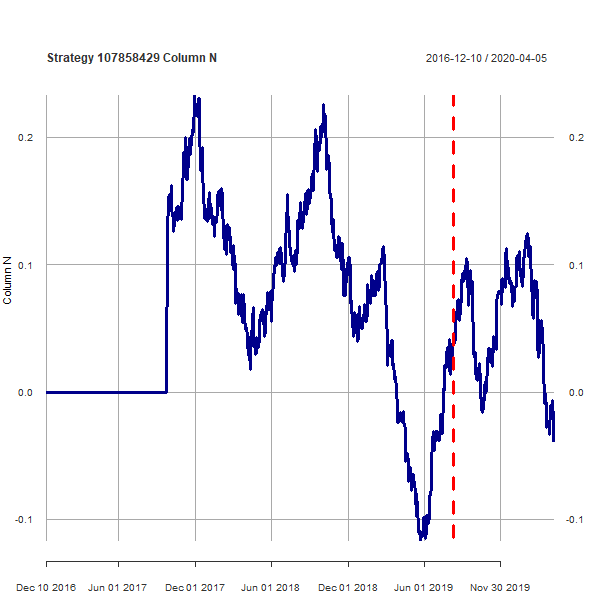 Strategy 107858429 Column N 2016-12-10 / 2020-04-05
0.2 0.2
0.1 0.1
Column N
0.0 0.0
-0.1 -0.1
Dec 10 2016 Jun 01 2017 Dec 01 2017 Jun 01 2018 Dec 01 2018 Jun 01 2019 Nov 30 2019